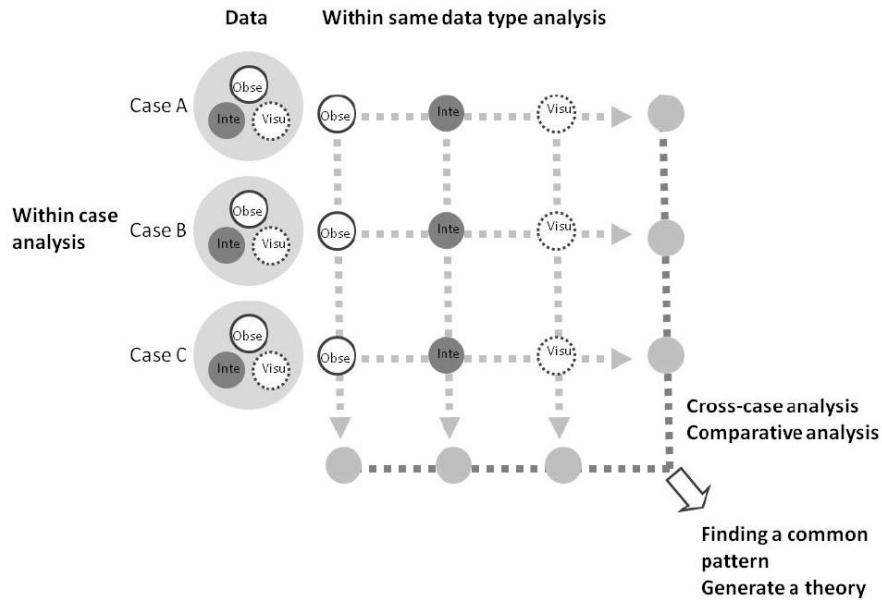 Data
Within same data type analysis
Case A
Obse
Inte
Visu
Obse
Inte
Visu
Within case
analysis
Case B
Obse
Inte
Visu
Obse
Inte
Visu
Case C
Obse
Inte
Visu
Obse
Inte
Visu
Cross-case analysis
Comparative analysis
Finding a common
pattern
Generate a theory